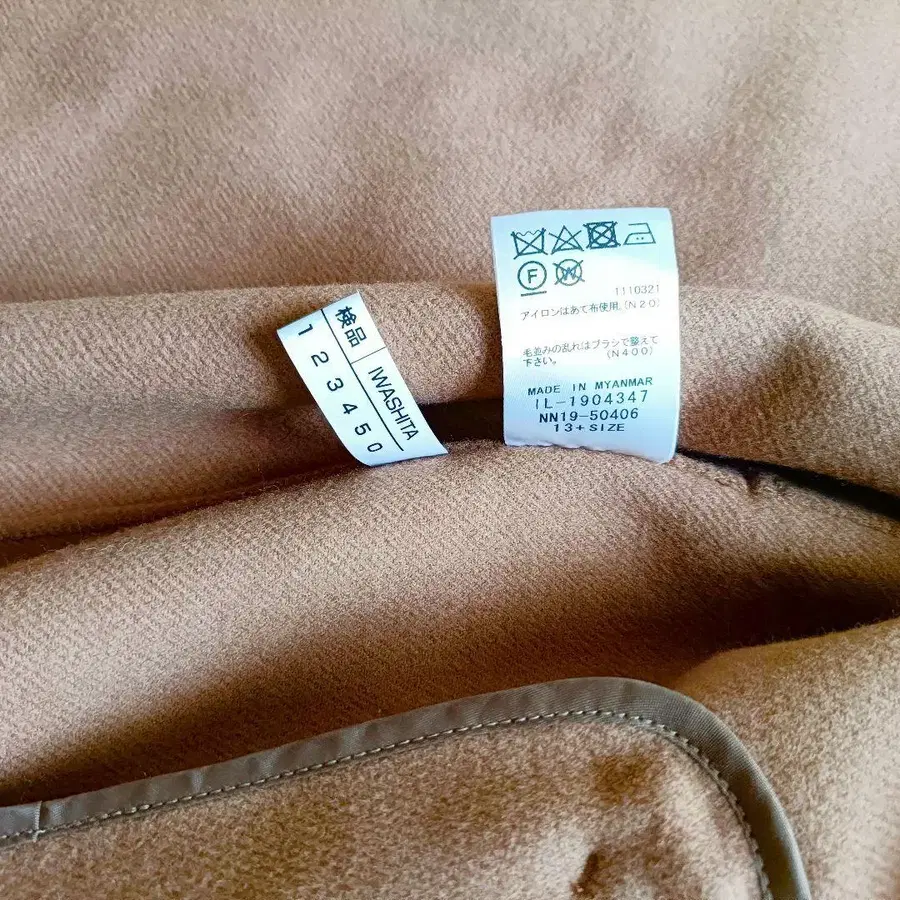 検品 IWASHITA
1 2 3 4 5 0
F W
1110321
アイロンはあて布使用。(N20)
毛並みの乱れはブラシで整えて
下さい。 (N400)
MADE IN MYANMAR
IL-1904347
NN19-50406
13+SIZE